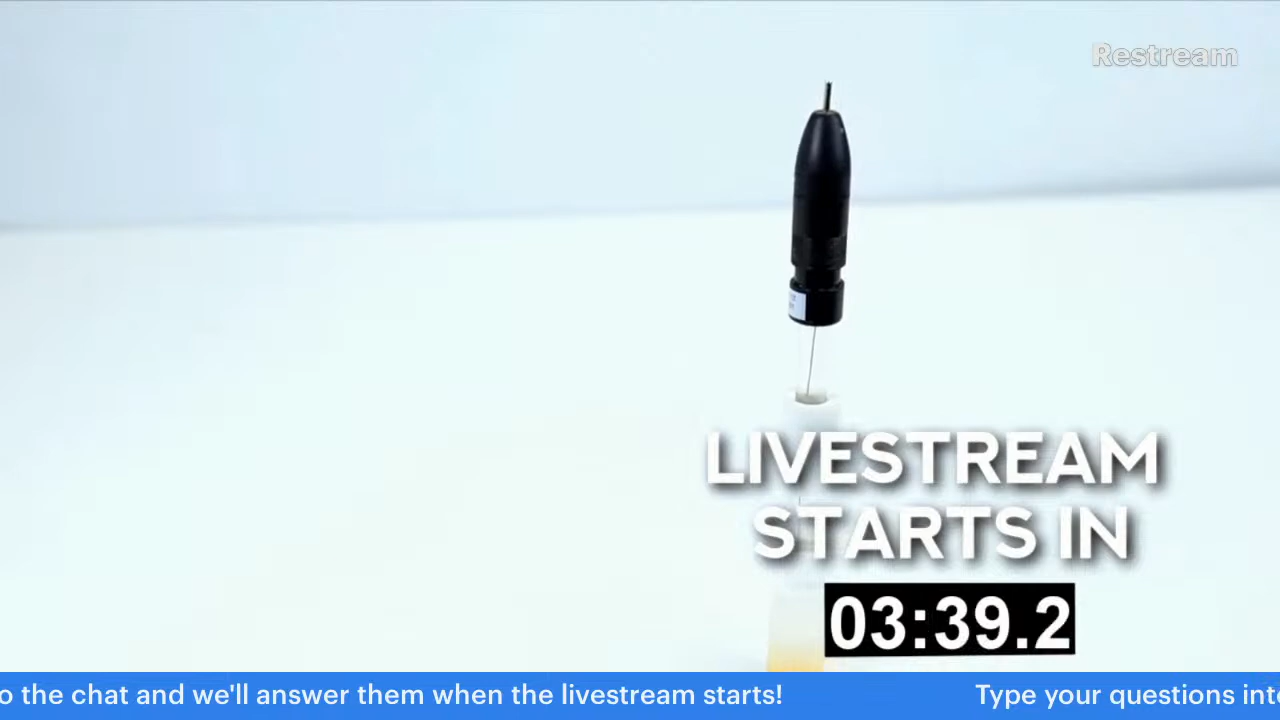 Restream
LIVESTREAM
STARTS IN
03:39.2
o the chat and we'll answer them when the livestream starts! Type your questions int